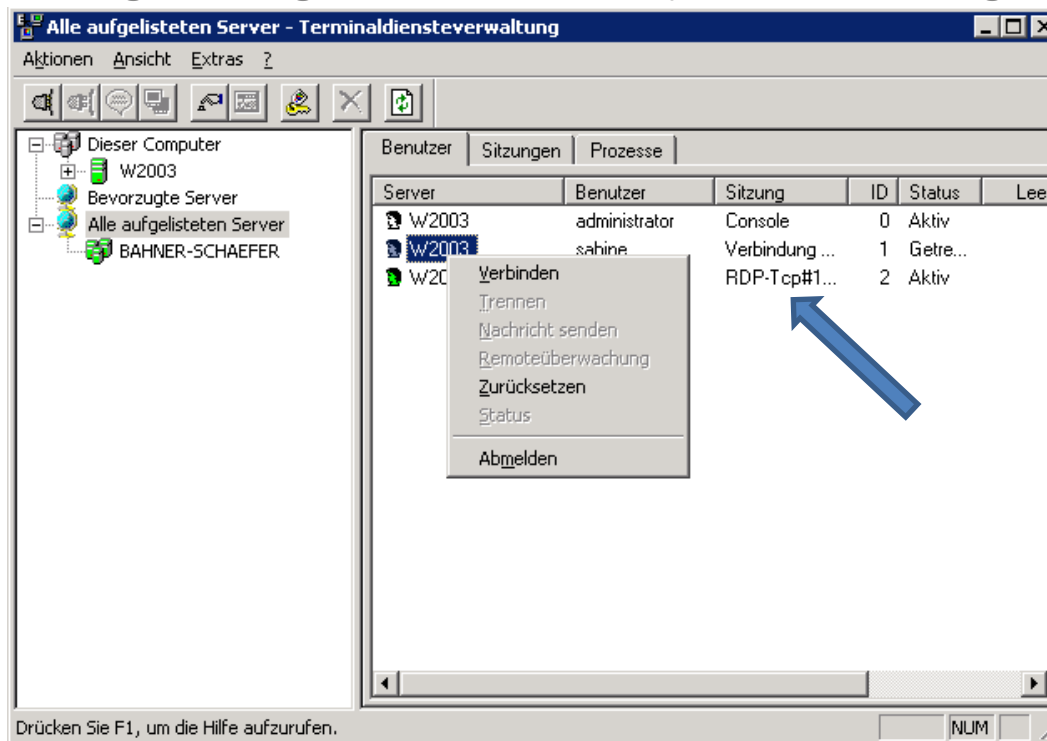 Alle aufgelisteten Server - Terminaldiensteverwaltung
Aktionen Ansicht Extras ?
Dieser Computer
W2003
Bevorzugte Server
Alle aufgelisteten Server
BAHNER-SCHAEFER
Benutzer Sitzungen Prozesse
Server Benutzer Sitzung ID Status Lee
W2003 administrator Console 0 Aktiv
W2003 sabine Verbindung ... 1 Getre...
W20 RDP-Tcp#1... 2 Aktiv
Verbinden
Trennen
Nachricht senden
Remoteüberwachung
Zurücksetzen
Status
Abmelden
Drücken Sie F1, um die Hilfe aufzurufen.
NUM